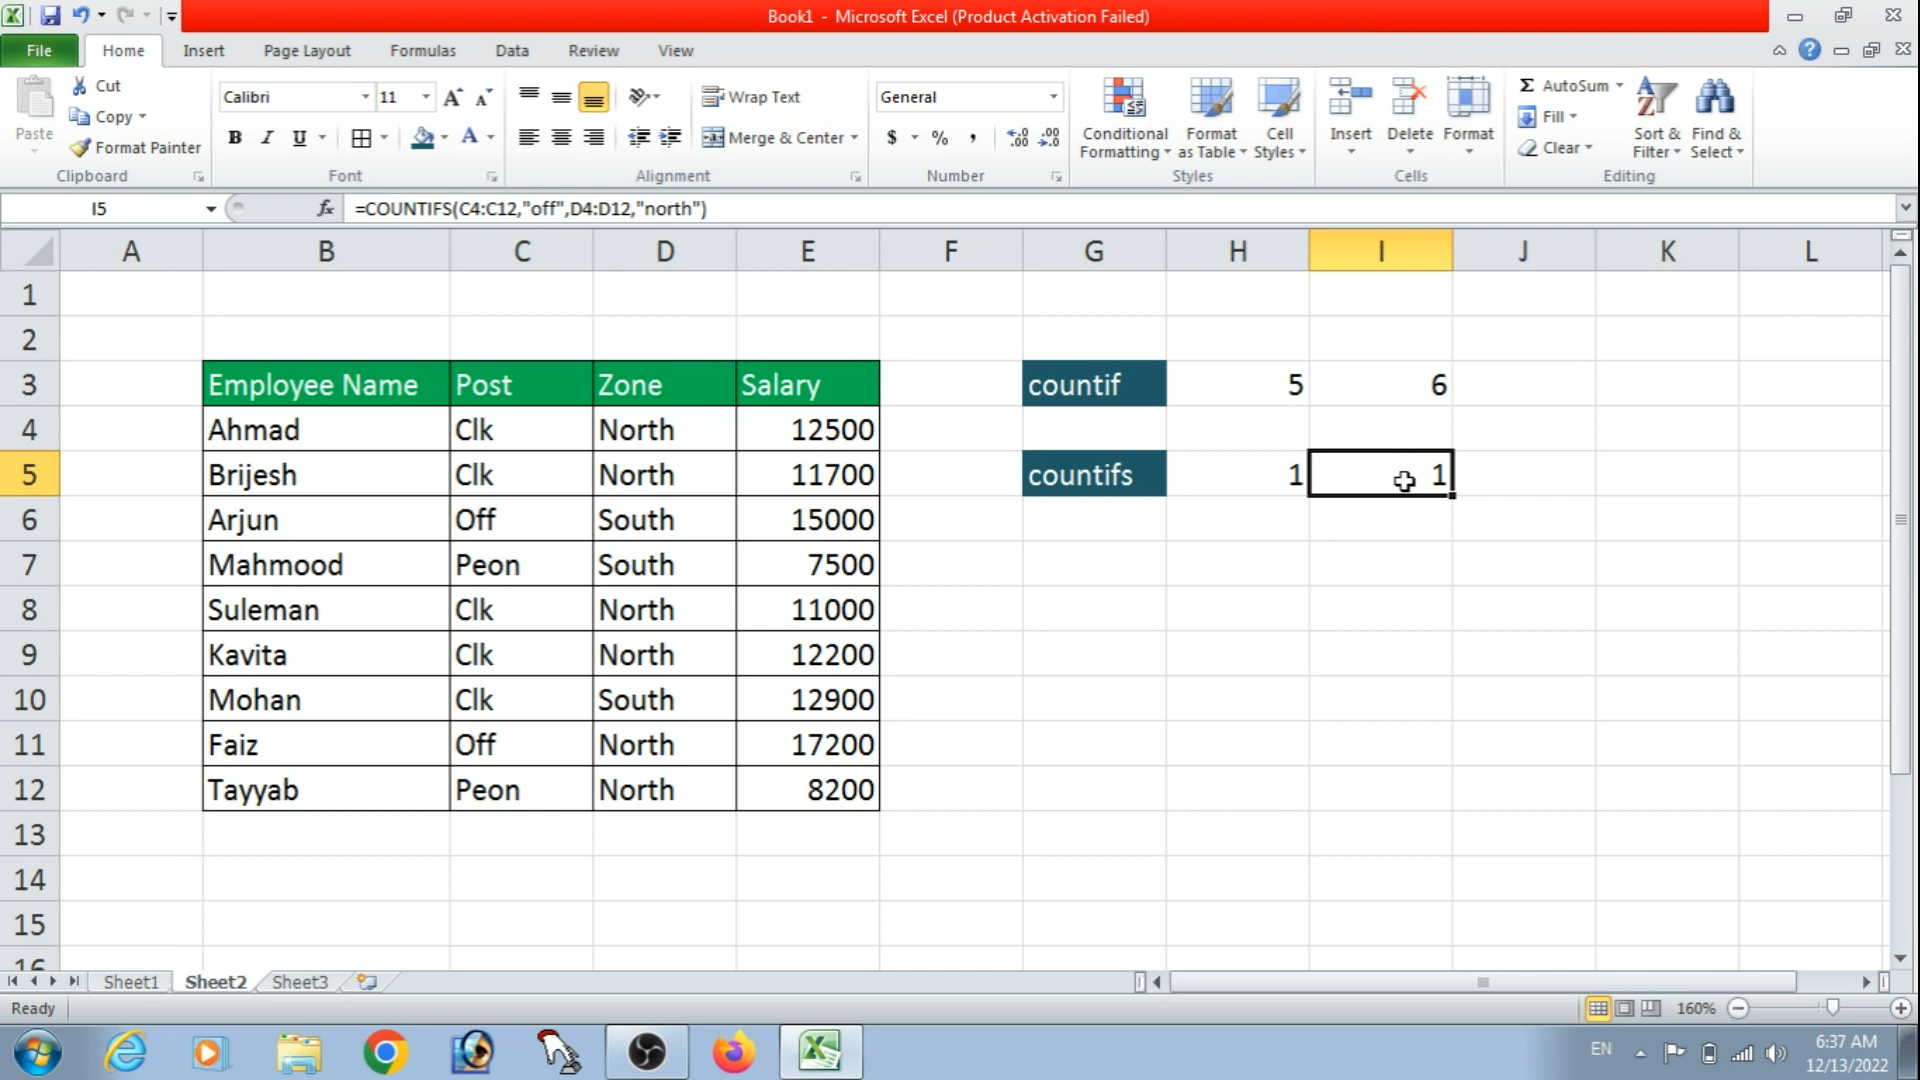 Book1 - Microsoft Excel (Product Activation Failed)
File Home Insert Page Layout Formulas Data Review View
Paste
Cut
Copy
Format Painter
Clipboard
Calibri 11
B I U
Font
Wrap Text
Merge & Center
Alignment
General
$ % ,
Number
Conditional Formatting
Format as Table
Cell Styles
Styles
Insert Delete Format
Cells
Σ AutoSum
Fill
Clear
Sort & Filter
Find & Select
Editing
I5 fx =COUNTIFS(C4:C12,"off",D4:D12,"north")
A B C D E F G H I J K L
1
2
3 Employee Name Post Zone Salary countif 5 6
4 Ahmad Clk North 12500
5 Brijesh Clk North 11700 countifs 1 1
6 Arjun Off South 15000
7 Mahmood Peon South 7500
8 Suleman Clk North 11000
9 Kavita Clk North 12200
10 Mohan Clk South 12900
11 Faiz Off North 17200
12 Tayyab Peon North 8200
13
14
15
16
Sheet1 Sheet2 Sheet3
Ready 160%
EN 6:37 AM
12/13/2022